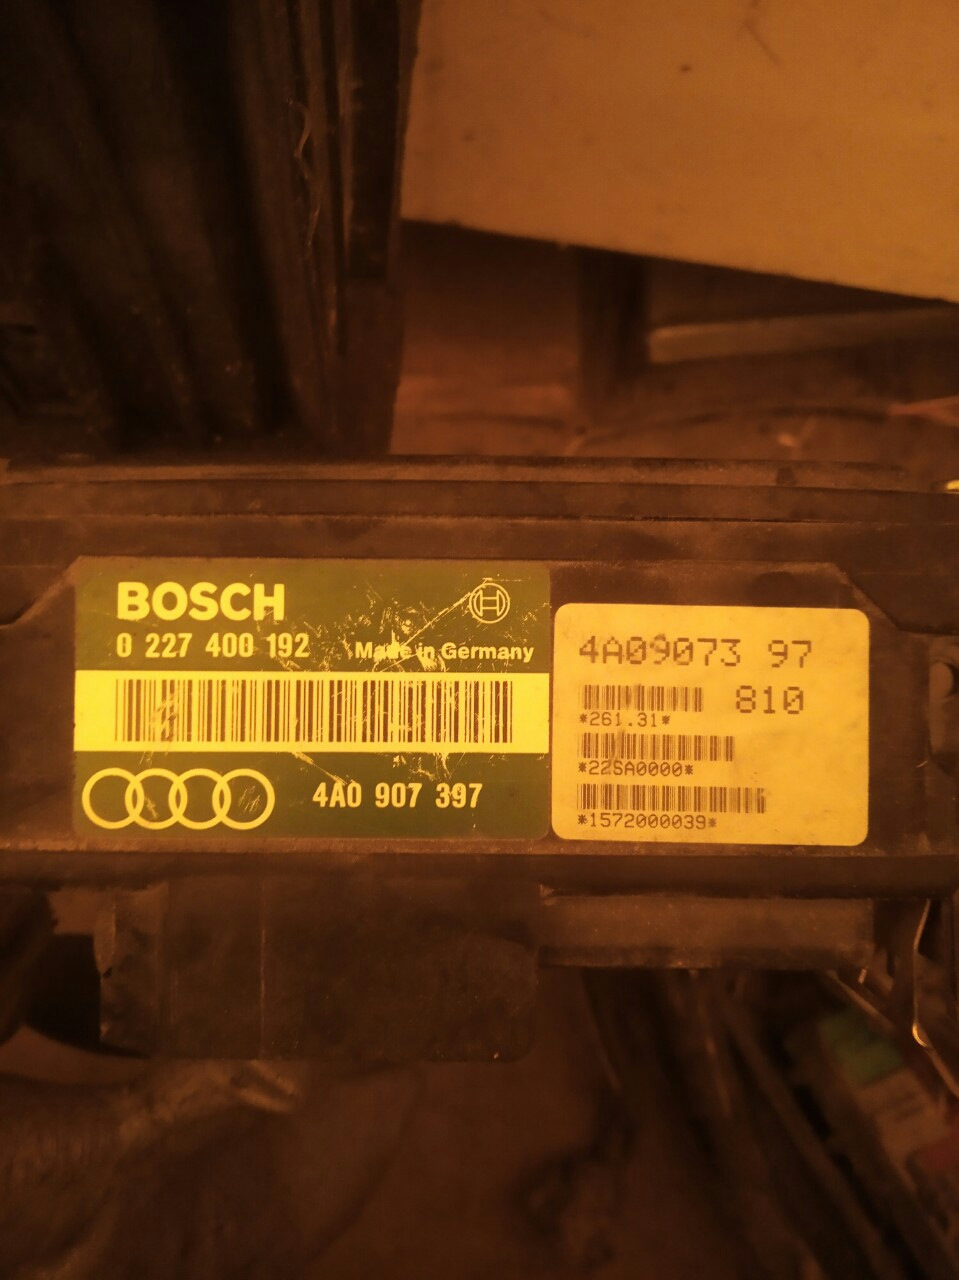 BOSCH
0 227 400 192
Made in Germany
4A0 907 397
4A09073 97
810
*261.31*
*22SA0000*
*1572000039*